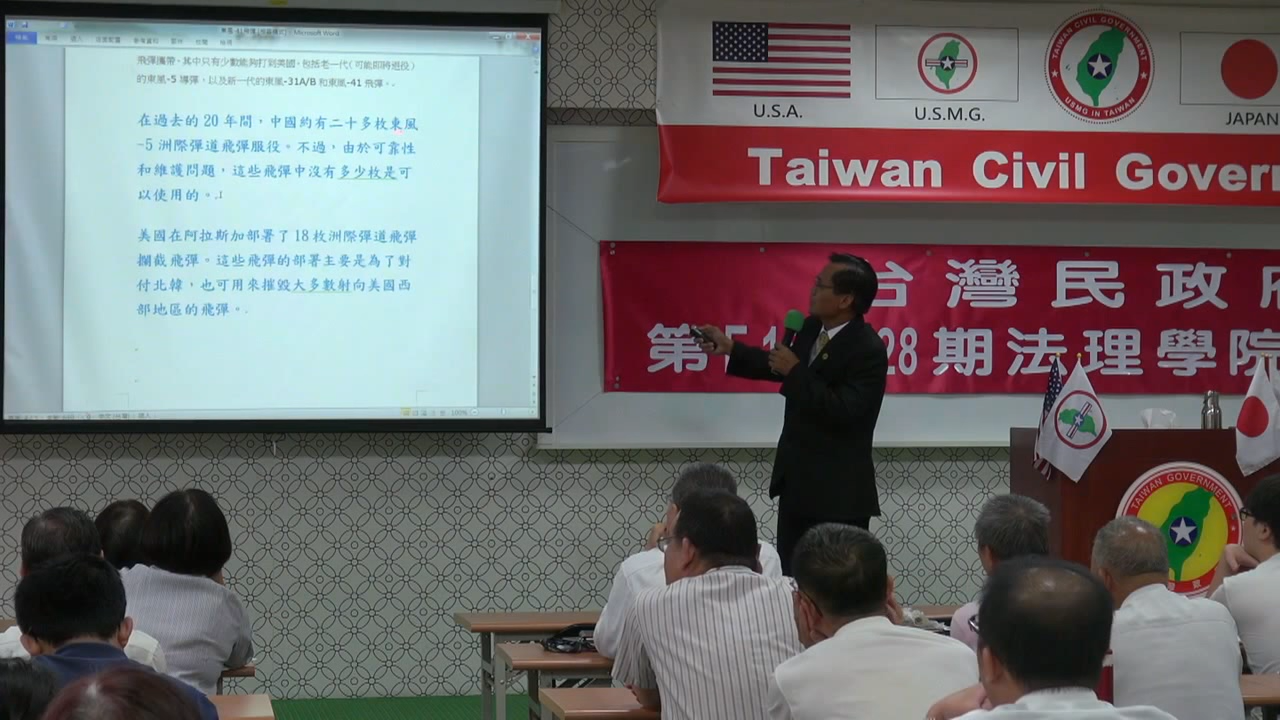 Microsoft Word
飛彈攜帶、其中只有少數能夠打到美國，包括老一代（可能即將退役）
的東風-5 導彈，以及新一代的東風-31A/B 和東風-41 飛彈。
在過去的 20 年間，中國約有二十多枚東風
-5 洲際彈道飛彈服役。不過，由於可靠性
和維護問題，這些飛彈中沒有多少枚是可
以使用的。
美國在阿拉斯加部署了 18 枚洲際彈道飛彈
攔截飛彈。這些飛彈的部署主要是為了對
付北韓，也可用來摧毀大多數射向美國西
部地區的飛彈。
100%
U.S.A.
U.S.M.G.
TAIWAN CIVIL GOVERNMENT
USMG IN TAIWAN
JAPAN
Taiwan Civil Govern
台灣民政府
第 28 期法理學院
TAIWAN GOVERNMENT